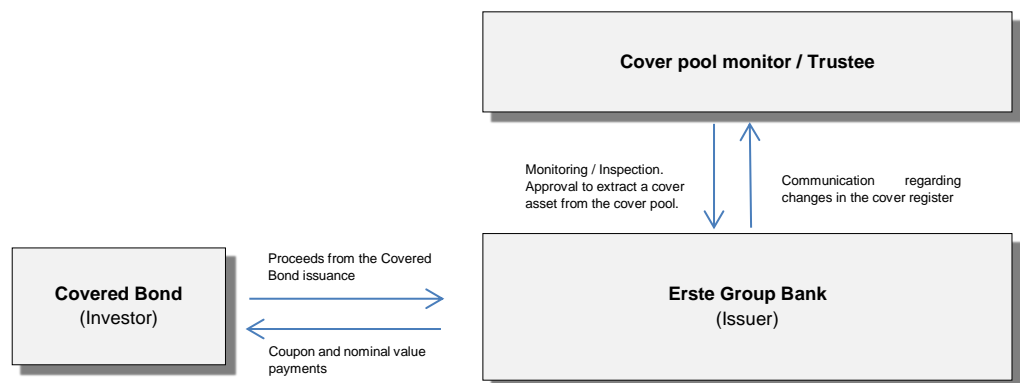 Cover pool monitor / Trustee
Monitoring / Inspection.
Approval to extract a cover
asset from the cover pool.
Communication regarding
changes in the cover register
Proceeds from the Covered
Bond issuance
Covered Bond
(Investor)
Erste Group Bank
(Issuer)
Coupon and nominal value
payments